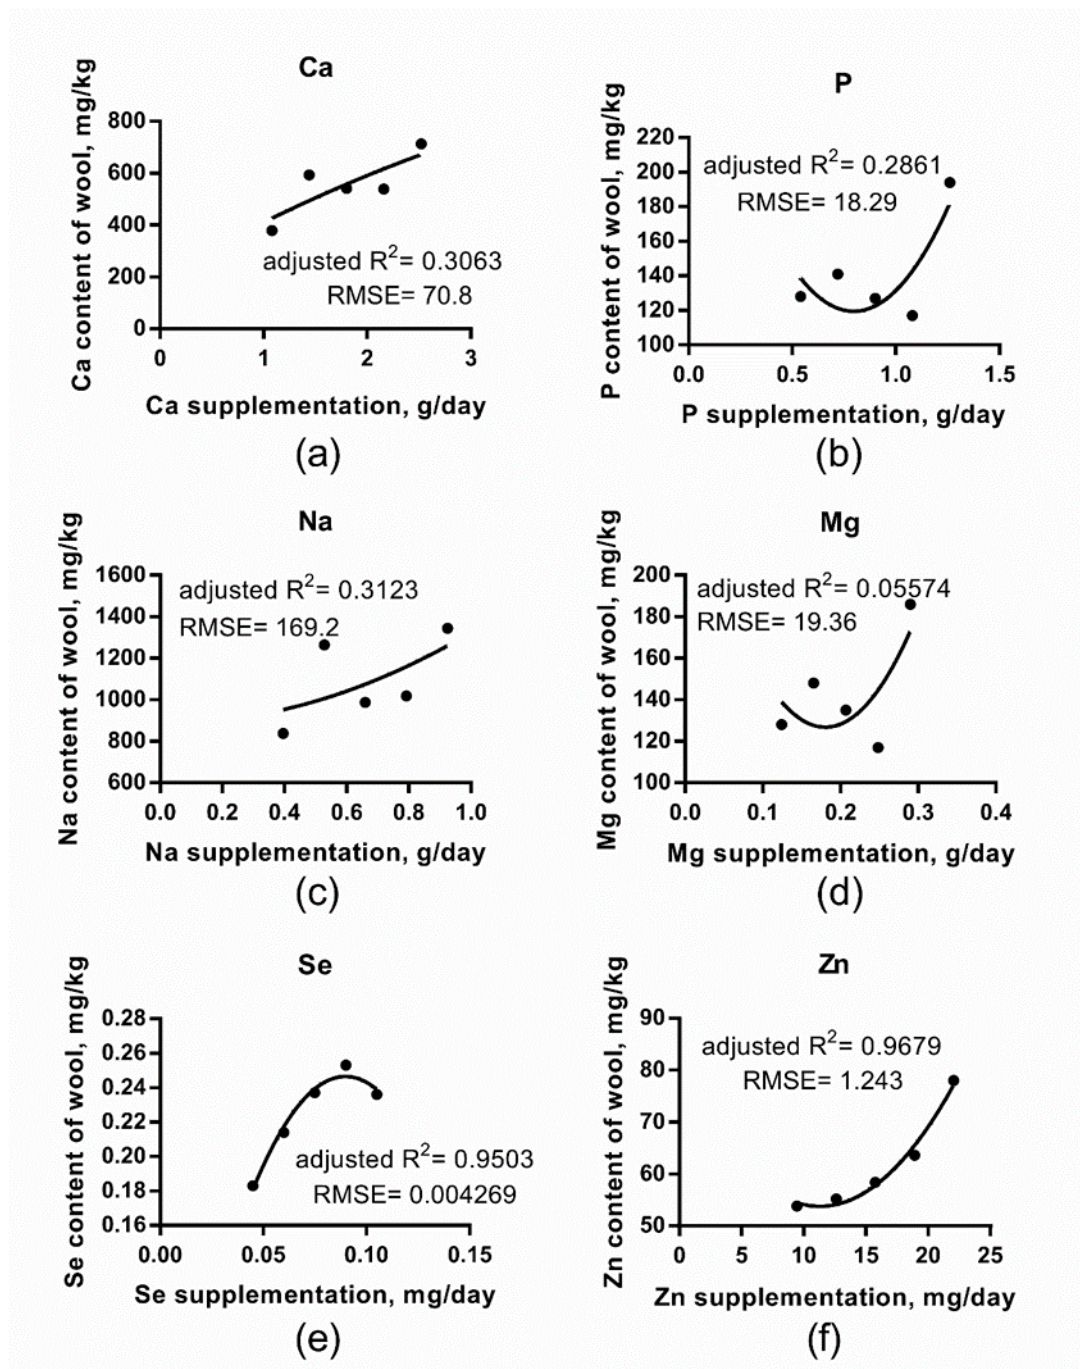 Ca
Ca content of wool, mg/kg
800
600
400
200
0
adjusted R²= 0.3063
RMSE= 70.8
0 1 2 3
Ca supplementation, g/day
(a)
P
P content of wool, mg/kg
220
200
180
160
140
120
100
adjusted R²= 0.2861
RMSE= 18.29
0.0 0.5 1.0 1.5
P supplementation, g/day
(b)
Na
Na content of wool, mg/kg
1600
1400
1200
1000
800
600
adjusted R²= 0.3123
RMSE= 169.2
0.0 0.2 0.4 0.6 0.8 1.0
Na supplementation, g/day
(c)
Mg
Mg content of wool, mg/kg
200
180
160
140
120
100
adjusted R²= 0.05574
RMSE= 19.36
0.0 0.1 0.2 0.3 0.4
Mg supplementation, g/day
(d)
Se
Se content of wool, mg/kg
0.28
0.26
0.24
0.22
0.20
0.18
0.16
adjusted R²= 0.9503
RMSE= 0.004269
0.00 0.05 0.10 0.15
Se supplementation, mg/day
(e)
Zn
Zn content of wool, mg/kg
90
80
70
60
50
adjusted R²= 0.9679
RMSE= 1.243
0 5 10 15 20 25
Zn supplementation, mg/day
(f)